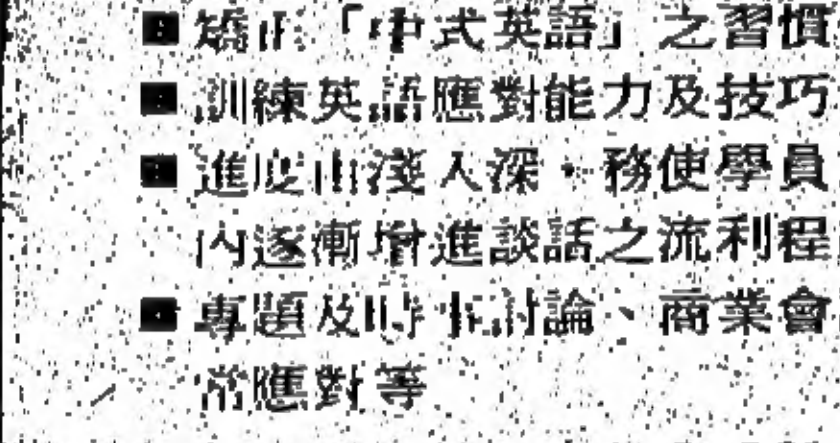 ■ 矯正「中式英語」之習慣
■ 訓練英語應對能力及技巧
■ 進度由淺入深，務使學員
內逐漸增進談話之流利程
■ 專題及時事討論、商業會
常應對等